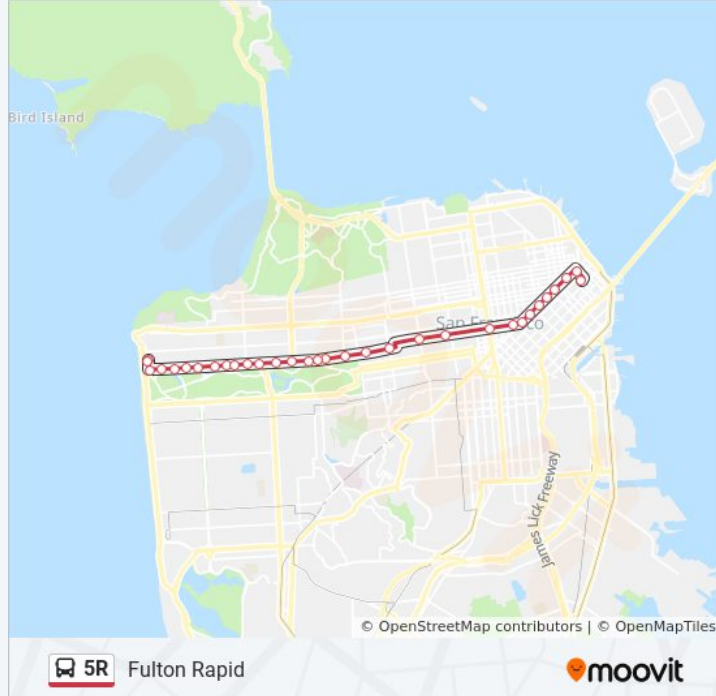 Bird Island
San Francisco
James Lick Freeway
© OpenStreetMap contributors | © OpenMapTiles
5R Fulton Rapid
moovit